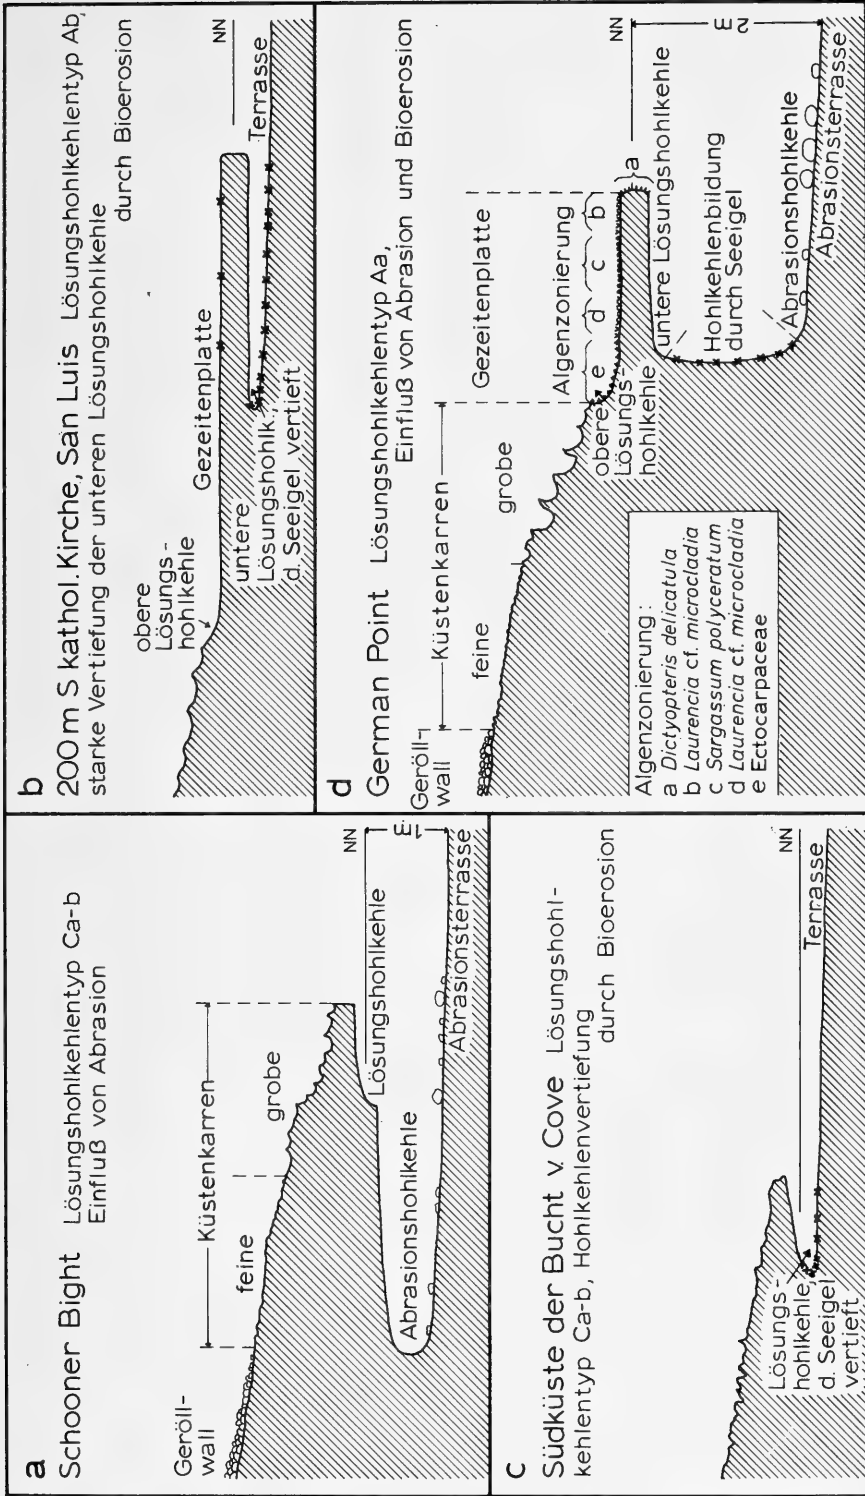 a
Schooner Bight Lösungshohlkehlentyp Ca-b
Einfluß von Abrasion
Geröll-
wall
Küstenkarren
feine
grobe
NN
1m
Lösungshohlkehle
Abrasionshohlkehle
Abrasionsterrasse
b
200m S kathol. Kirche, San Luis Lösungshohlkehlentyp Ab,
starke Vertiefung der unteren Lösungshohlkehle
durch Bioerosion
obere
Lösungs-
hohlkehle
Gezeitenplatte
NN
untere
Lösungshohlk.,
d. Seeigel vertieft
Terrasse
c
Südküste der Bucht v. Cove Lösungshohl-
kehlentyp Ca-b, Hohlkehlenvertiefung
durch Bioerosion
NN
Lösungs-
hohlkehle,
d. Seeigel
vertieft
Terrasse
d
German Point Lösungshohlkehlentyp Aa,
Einfluß von Abrasion und Bioerosion
Geröll-
wall
Küstenkarren
feine
grobe
Gezeitenplatte
Algenzonierung
e d c b
a
NN
2m
obere
Lösungs-
hohlkehle
untere Lösungshohlkehle
Hohlkehlenbildung
durch Seeigel
Abrasionshohlkehle
Abrasionsterrasse
Algenzonierung:
a Dictyopteris delicatula
b Laurencia cf. microcladia
c Sargassum polyceratum
d Laurencia cf. microcladia
e Ectocarpaceae